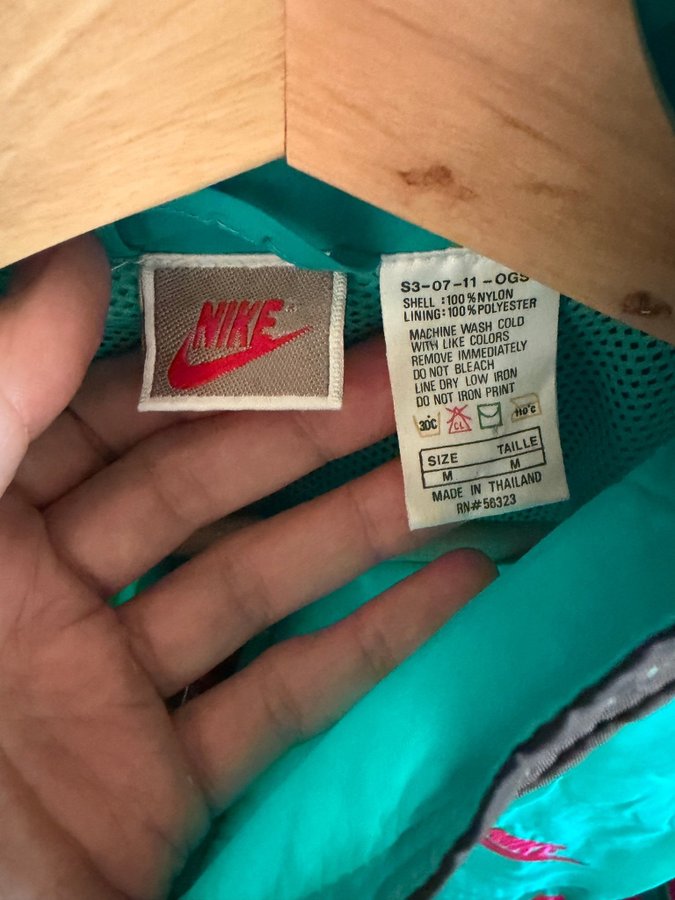 NIKE
S3-07-11-OGS
SHELL :100% NYLON
LINING:100% POLYESTER
MACHINE WASH COLD
WITH LIKE COLORS
REMOVE IMMEDIATELY
DO NOT BLEACH
LINE DRY LOW IRON
DO NOT IRON PRINT
30C CL 110°C
SIZE TAILLE
M M
MADE IN THAILAND
RN#56323
NIKE